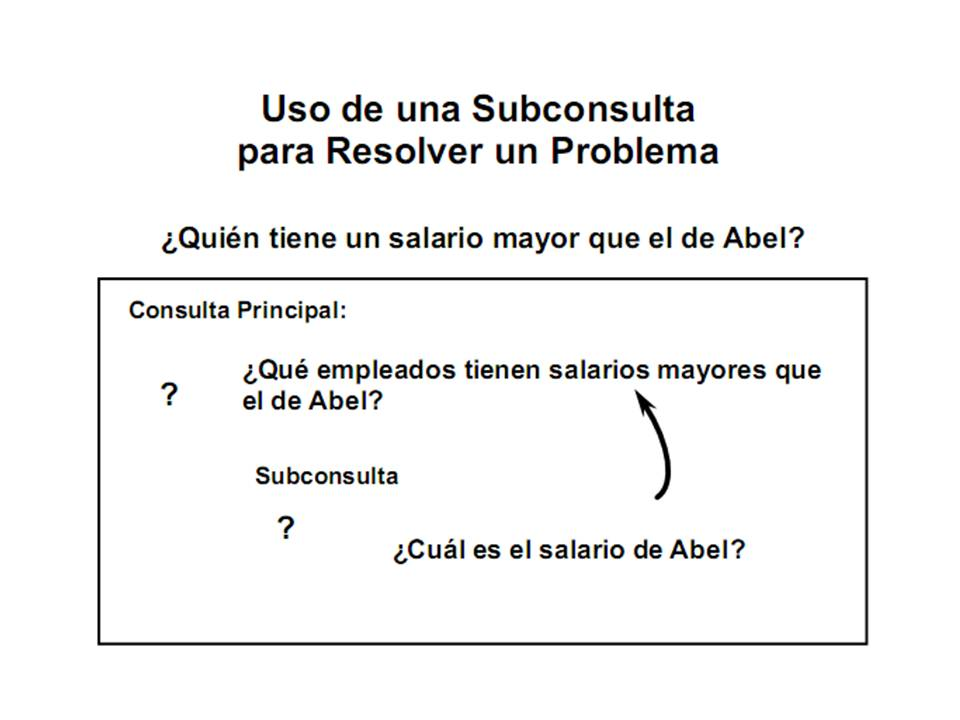 Uso de una Subconsulta
para Resolver un Problema
¿Quién tiene un salario mayor que el de Abel?
Consulta Principal:
¿Qué empleados tienen salarios mayores que
?
el de Abel?
Subconsulta
?
¿Cuál es el salario de Abel?